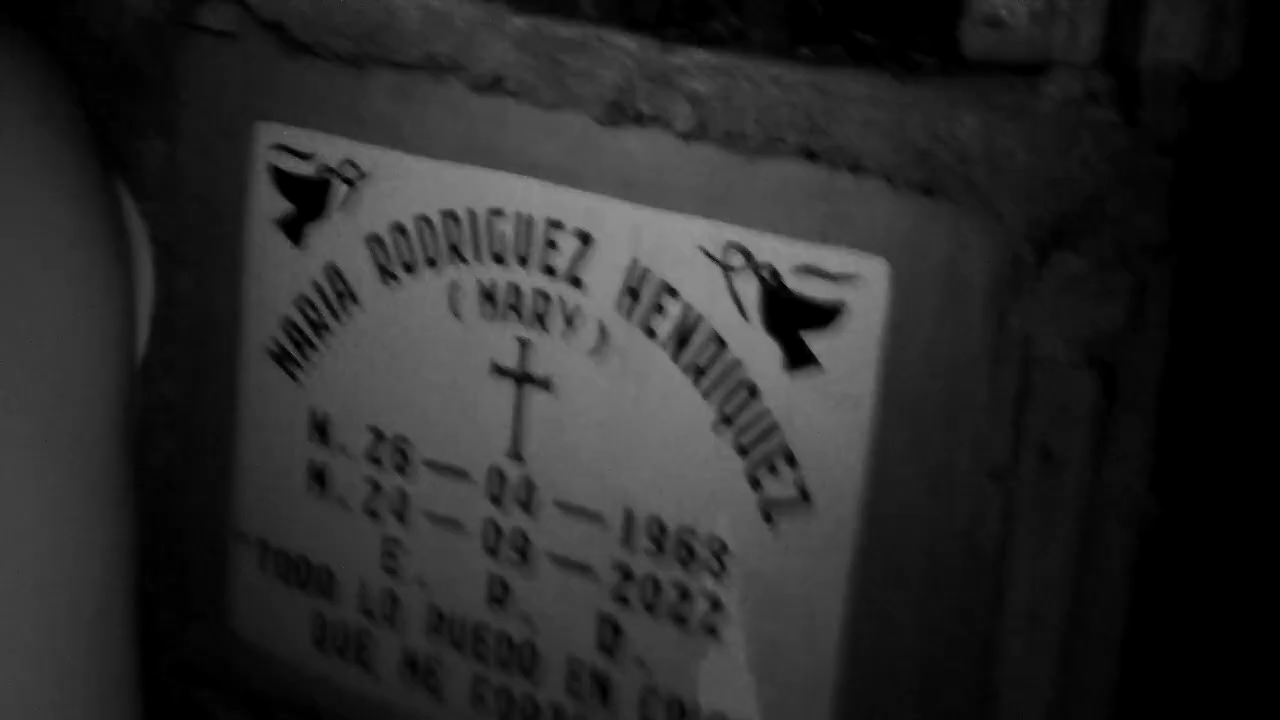 MARIA RODRIGUEZ HENRIQUEZ
(MARY)
N. 26 — 04 — 1963
M. 24 — 09 — 2022
E. P. D.
"TODO LO PUEDO EN
QUE ME